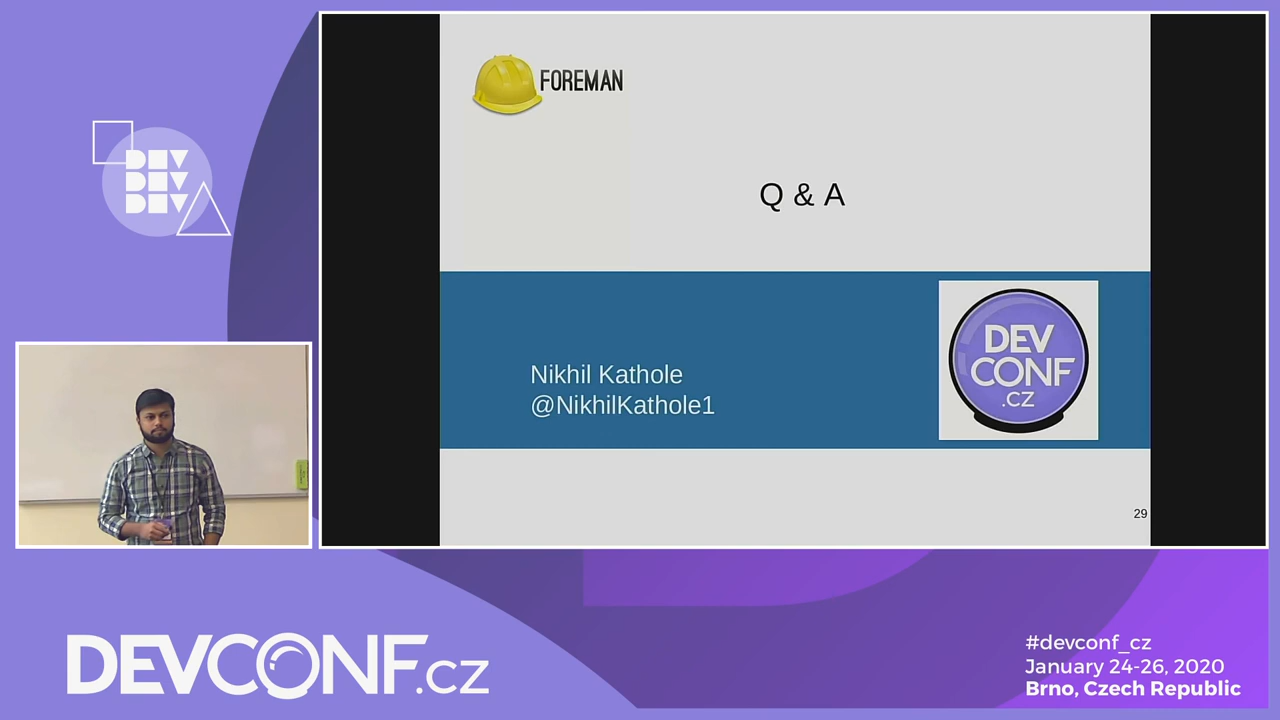 DEV
DEV
DEV
FOREMAN
Q & A
Nikhil Kathole
@NikhilKathole1
DEV
CONF
.CZ
29
DEVCONF.CZ
#devconf_cz
January 24-26, 2020
Brno, Czech Republic